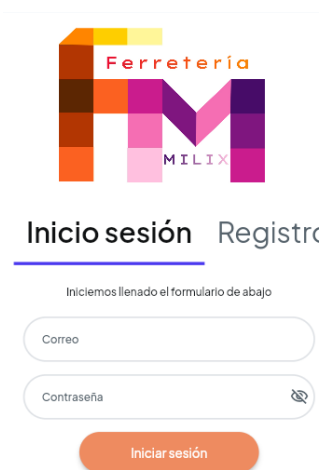 Ferretería
MILIX
Inicio sesión Registro
Iniciemos llenado el formulario de abajo
Correo
Contraseña
Iniciar sesión